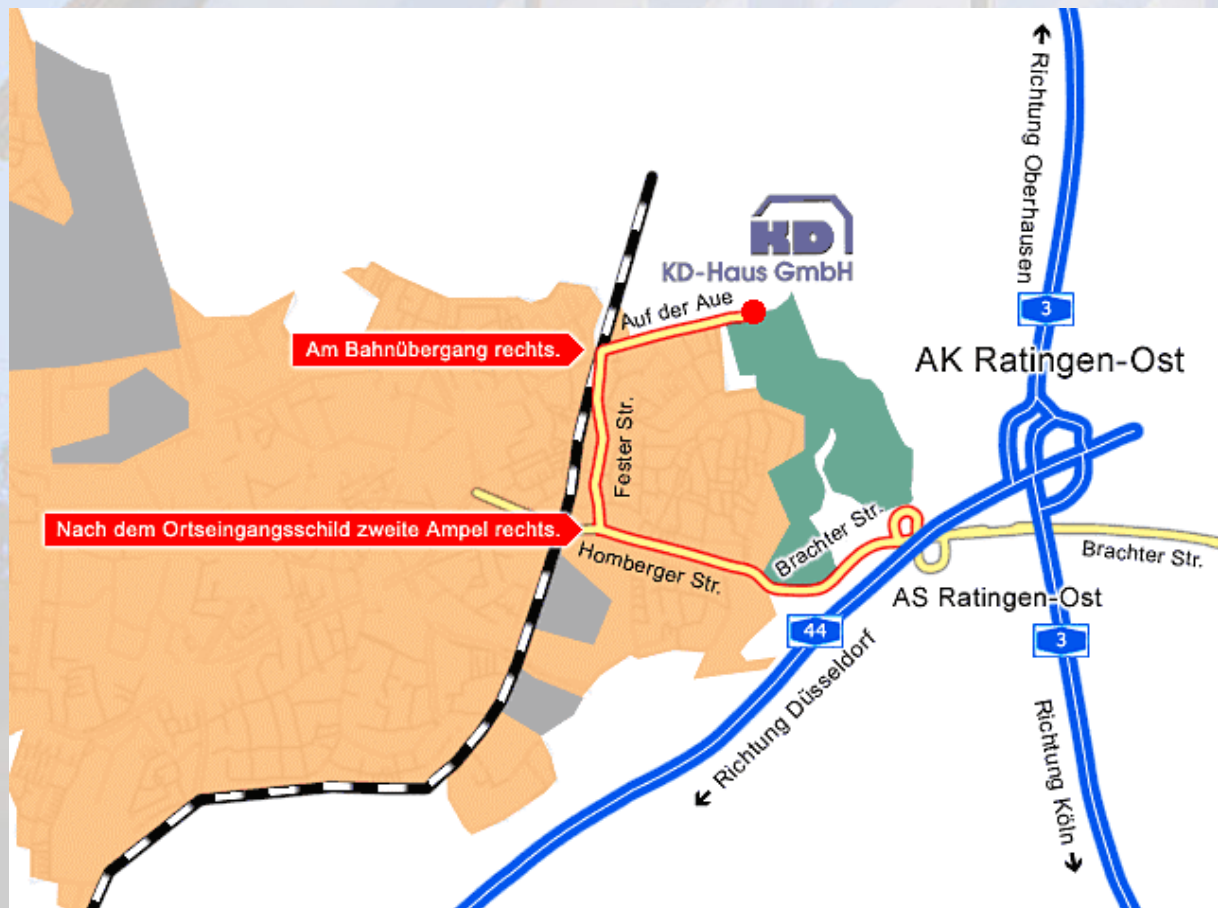 Richtung Oberhausen
KD
KD-Haus GmbH
Auf der Aue
3
Am Bahnübergang rechts.
AK Ratingen-Ost
Fester Str.
Nach dem Ortseingangsschild zweite Ampel rechts.
Homberger Str.
Brachter Str.
Brachter Str.
AS Ratingen-Ost
44
3
Richtung Düsseldorf
Richtung Köln